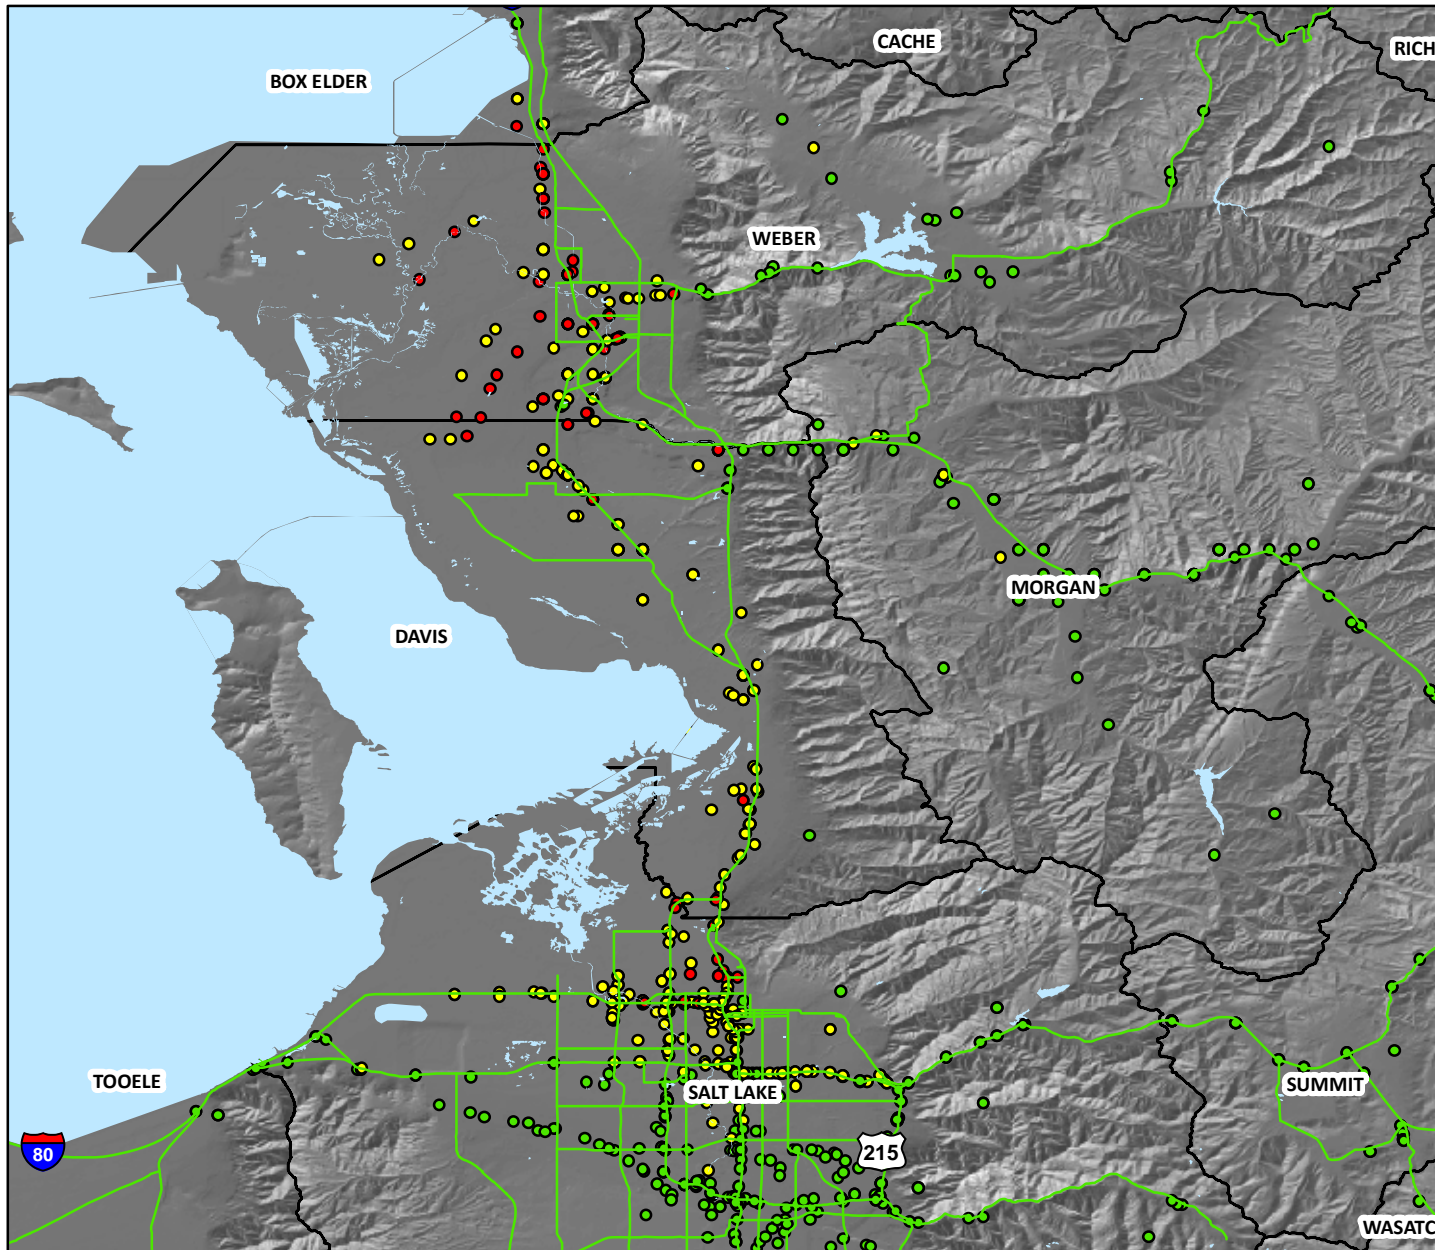 CACHE
RICH
BOX ELDER
WEBER
MORGAN
DAVIS
TOOELE
SALT LAKE
SUMMIT
80
215
WASATC